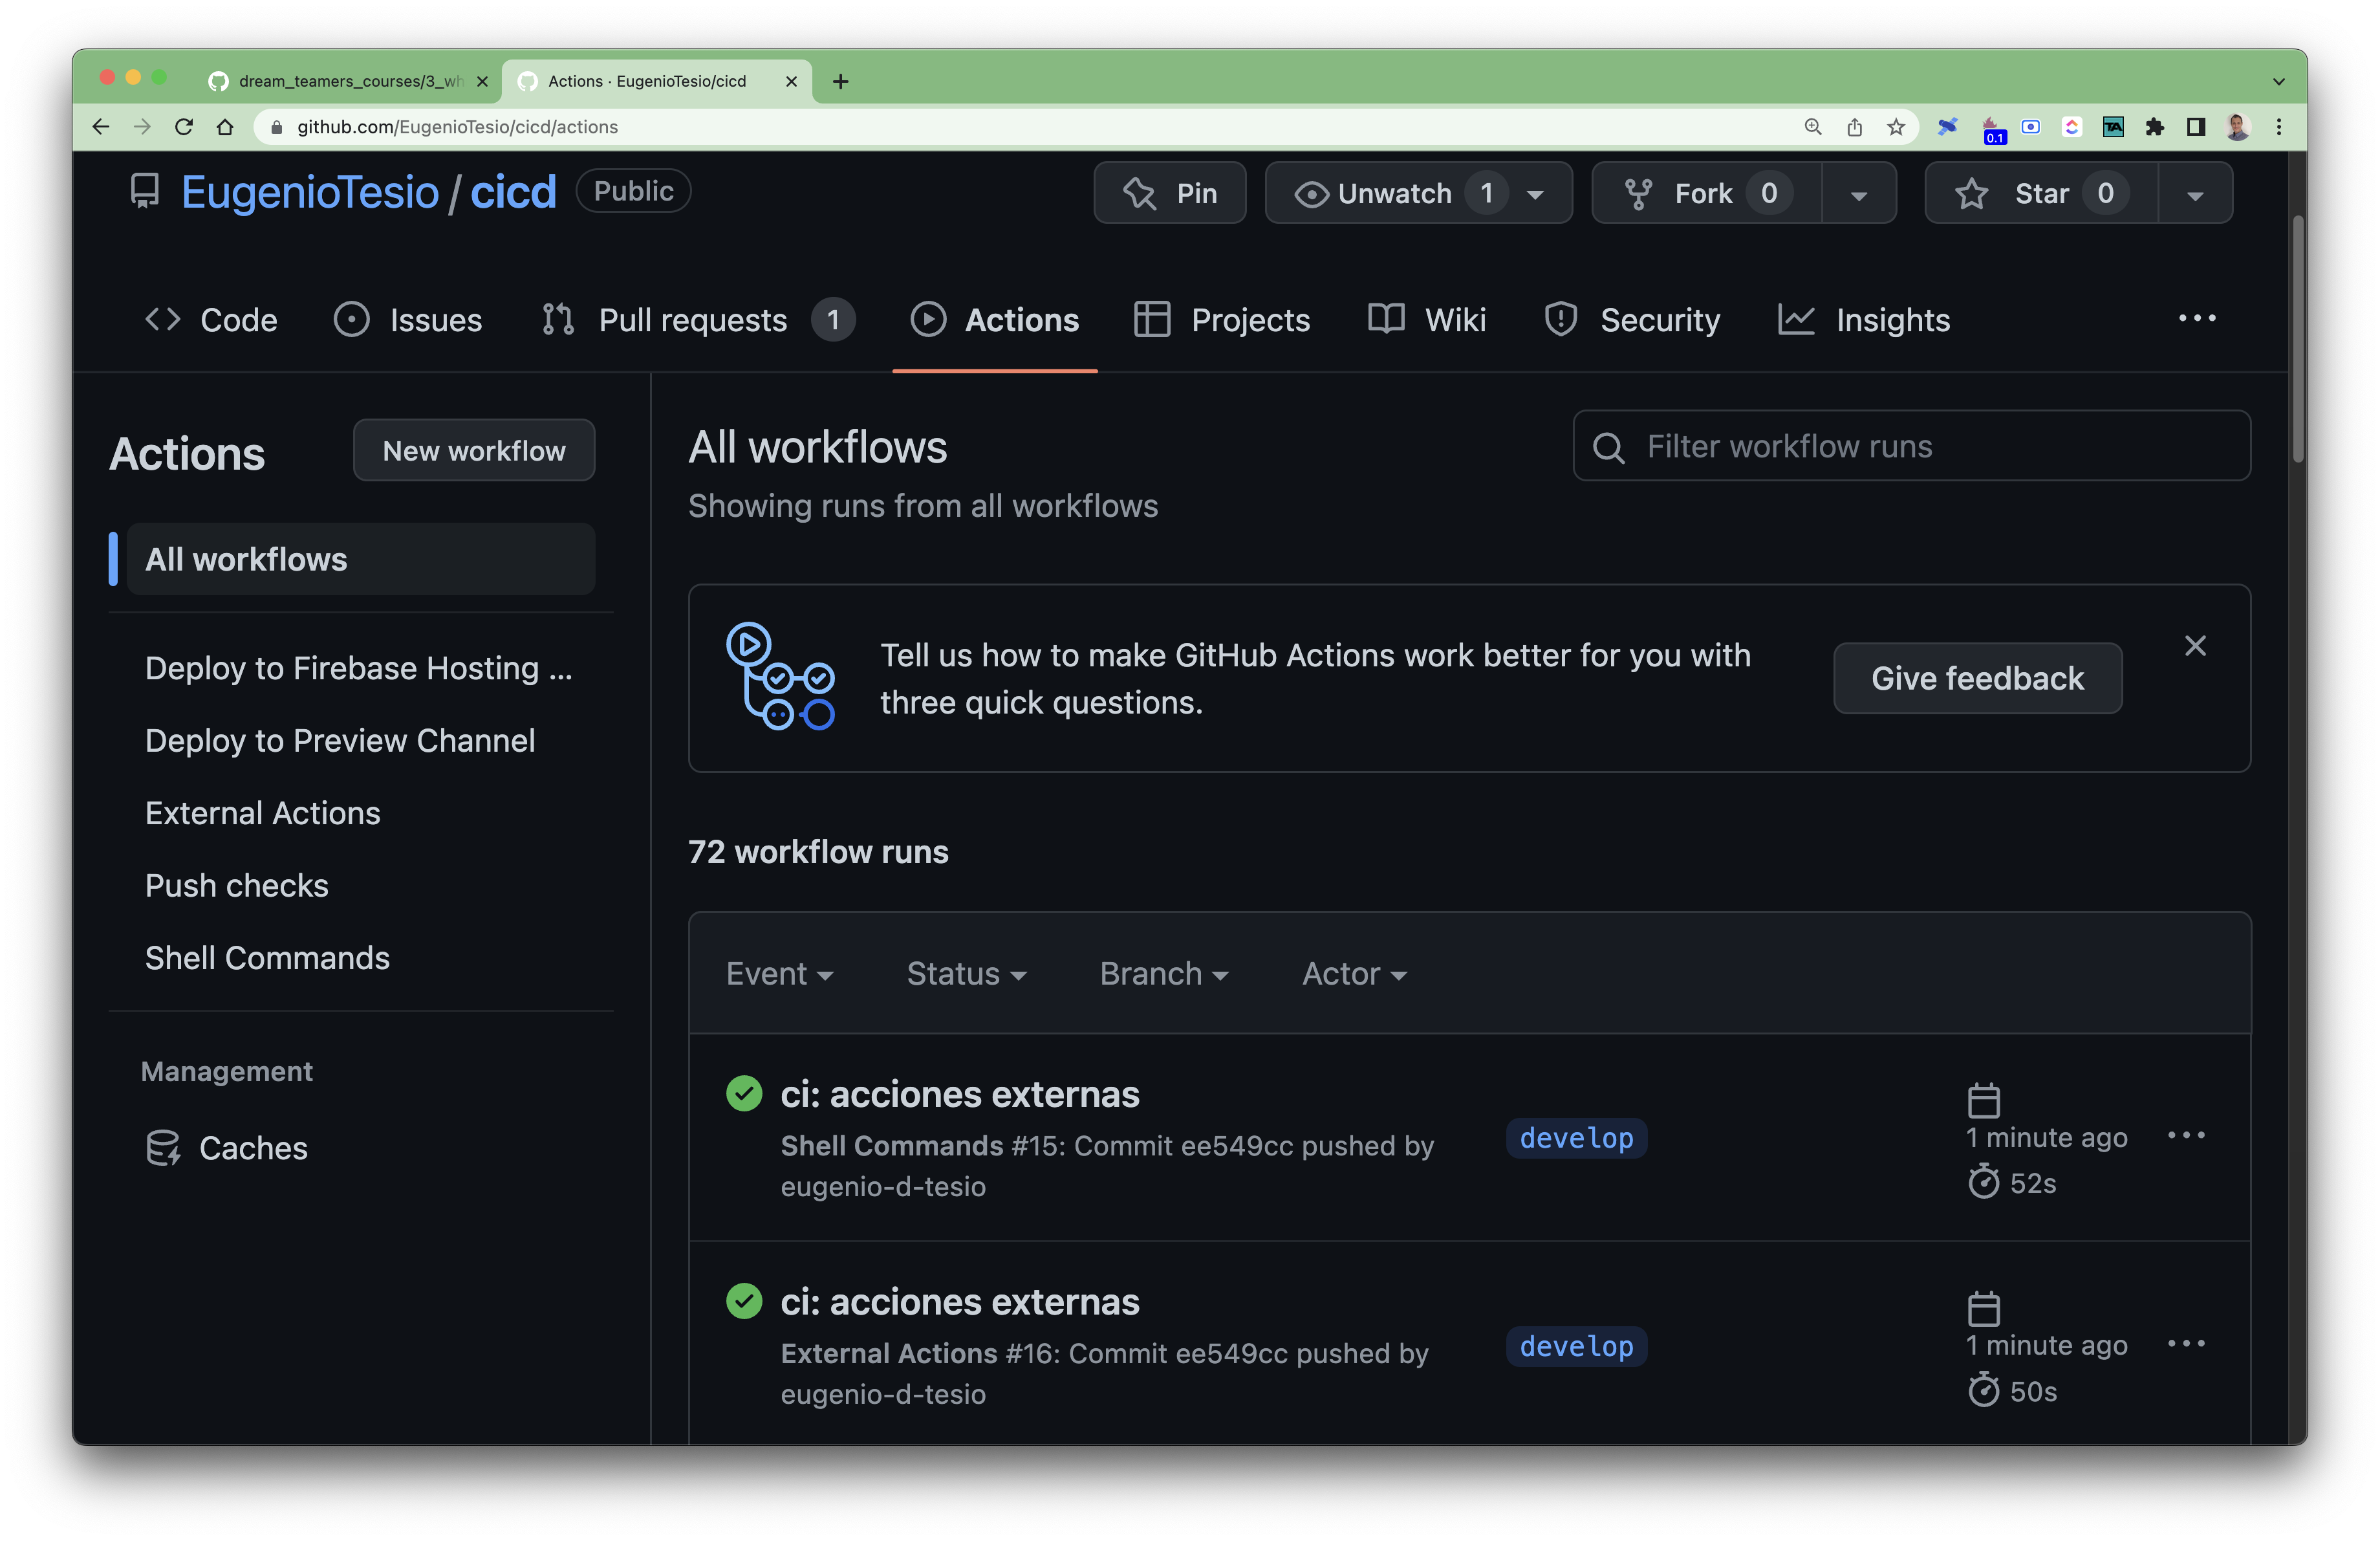 dream_teamers_courses/3_wh
Actions · EugenioTesio/cicd
github.com/EugenioTesio/cicd/actions
0.1
TA
EugenioTesio / cicd Public
Pin
Unwatch 1
Fork 0
Star 0
Code
Issues
Pull requests 1
Actions
Projects
Wiki
Security
Insights
Actions
New workflow
All workflows
Deploy to Firebase Hosting ...
Deploy to Preview Channel
External Actions
Push checks
Shell Commands
Management
Caches
All workflows
Showing runs from all workflows
Filter workflow runs
Tell us how to make GitHub Actions work better for you with
three quick questions.
Give feedback
72 workflow runs
Event
Status
Branch
Actor
ci: acciones externas
Shell Commands #15: Commit ee549cc pushed by
eugenio-d-tesio
develop
1 minute ago
52s
ci: acciones externas
External Actions #16: Commit ee549cc pushed by
eugenio-d-tesio
develop
1 minute ago
50s